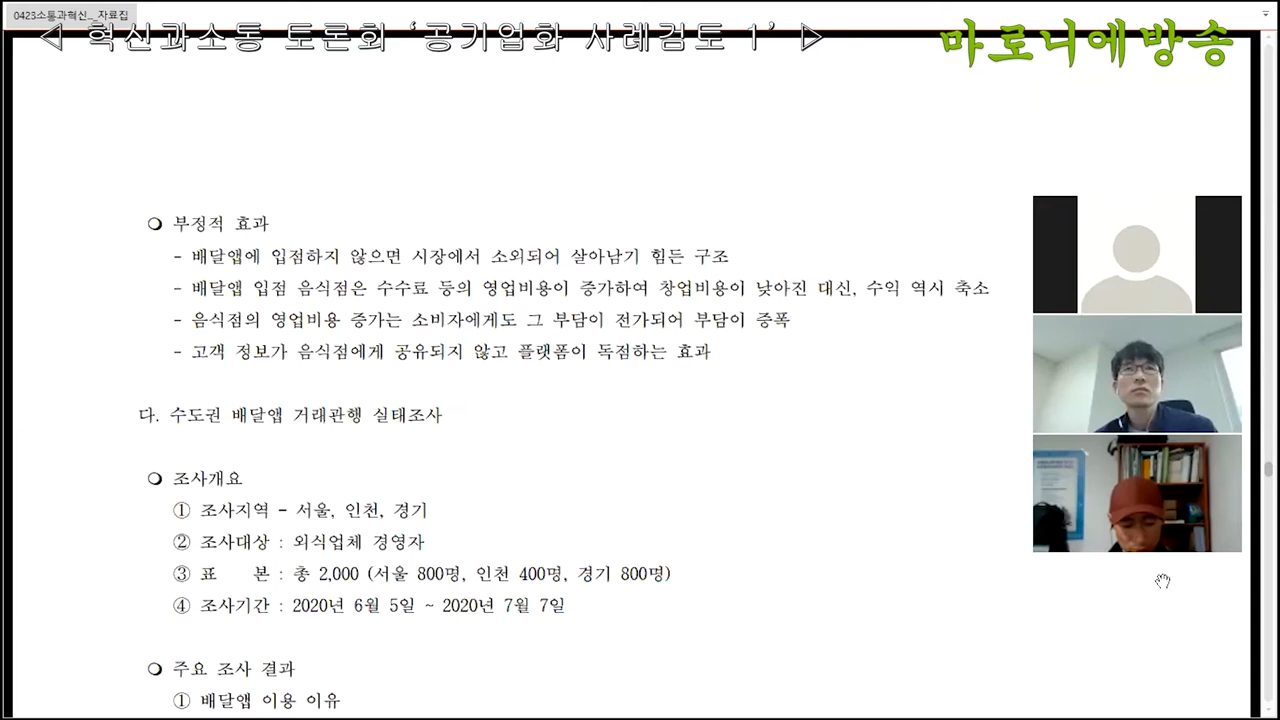 0423소통과혁신_ 자료집
◁ 혁신과소통 토론회 ‘공기업화 사례검토 1’ ▷
마로니에방송
❍ 부정적 효과
- 배달앱에 입점하지 않으면 시장에서 소외되어 살아남기 힘든 구조
- 배달앱 입점 음식점은 수수료 등의 영업비용이 증가하여 창업비용이 낮아진 대신, 수익 역시 축소
- 음식점의 영업비용 증가는 소비자에게도 그 부담이 전가되어 부담이 증폭
- 고객 정보가 음식점에게 공유되지 않고 플랫폼이 독점하는 효과
다. 수도권 배달앱 거래관행 실태조사
❍ 조사개요
① 조사지역 - 서울, 인천, 경기
② 조사대상 : 외식업체 경영자
③ 표 본 : 총 2,000 (서울 800명, 인천 400명, 경기 800명)
④ 조사기간 : 2020년 6월 5일 ~ 2020년 7월 7일
❍ 주요 조사 결과
① 배달앱 이용 이유